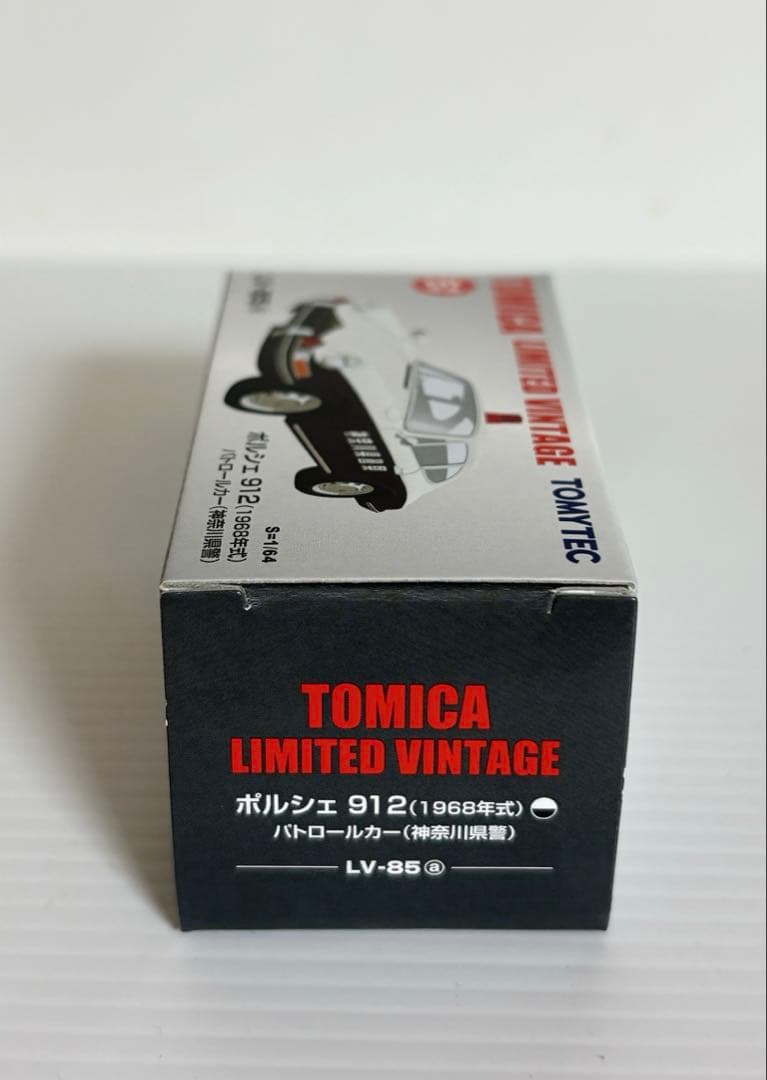 TOMICA LIMITED VINTAGE TOMYTEC
S=1/64
ポルシェ 912(1968年式)
パトロールカー(神奈川県警)
TOMICA
LIMITED VINTAGE
ポルシェ 912(1968年式)
パトロールカー(神奈川県警)
LV-85 ⓐ